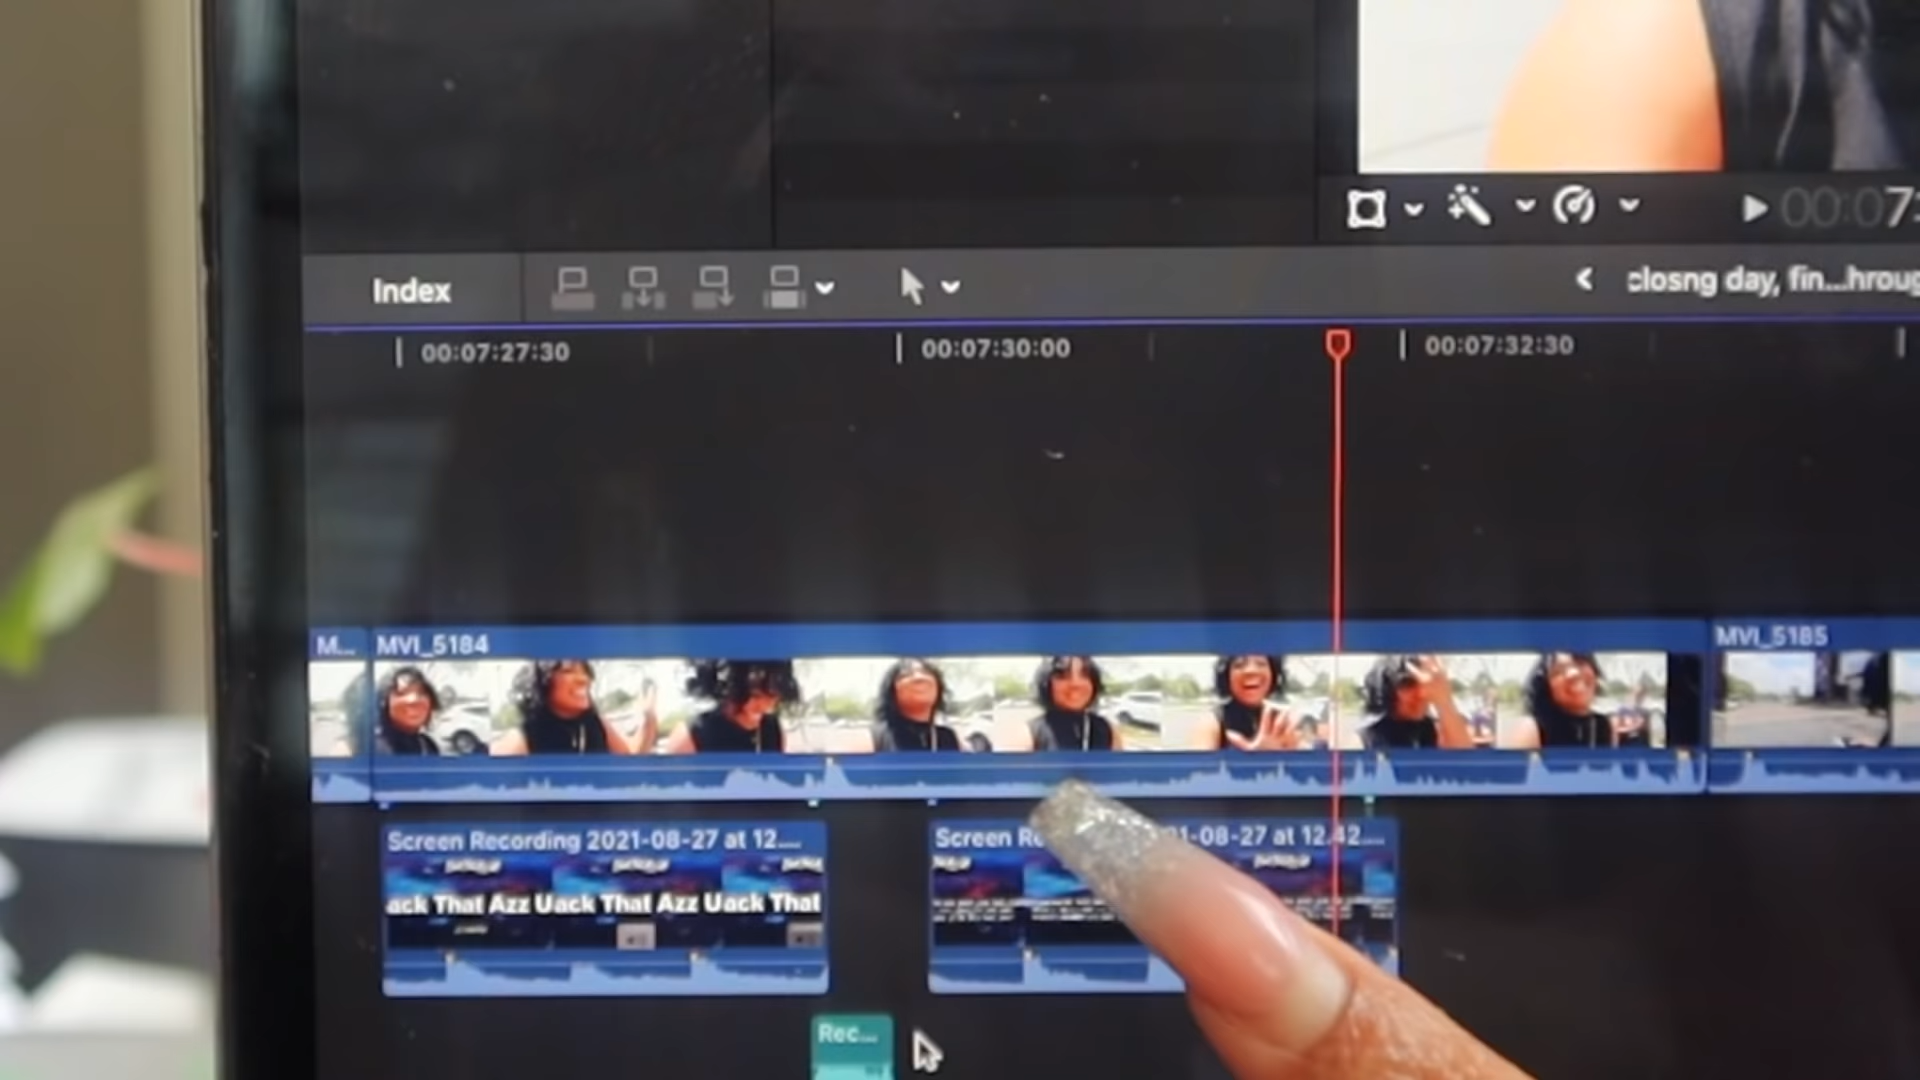 00:07:
Index
closng day, fin...hroug
00:07:27:30
00:07:30:00
00:07:32:30
M...
MVI_5184
MVI_5185
Screen Recording 2021-08-27 at 12....
Screen Re 1-08-27 at 12.42....
ack That Azz Uack That Azz Uack That
Rec...